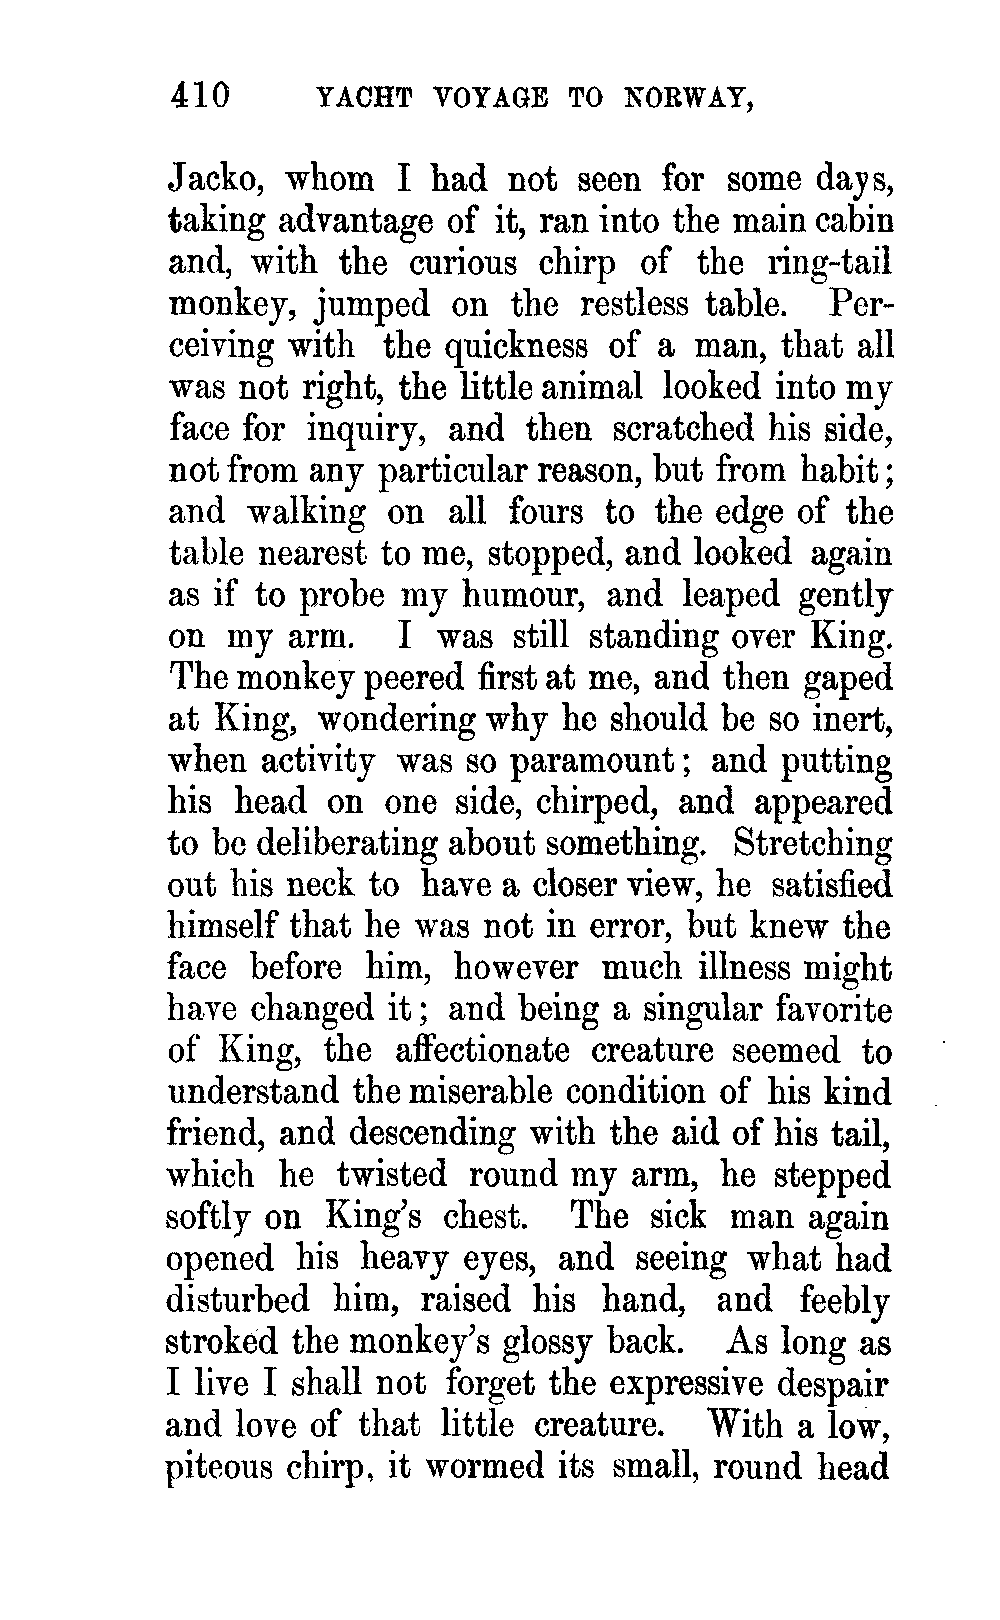 410 YACHT VOYAGE TO NORWAY,
Jacko, whom I had not seen for some days,
taking advantage of it, ran into the main cabin
and, with the curious chirp of the ring-tail
monkey, jumped on the restless table. Per-
ceiving with the quickness of a man, that all
was not right, the little animal looked into my
face for inquiry, and then scratched his side,
not from any particular reason, but from habit;
and walking on all fours to the edge of the
table nearest to me, stopped, and looked again
as if to probe my humour, and leaped gently
on my arm. I was still standing over King.
The monkey peered first at me, and then gaped
at King, wondering why he should be so inert,
when activity was so paramount; and putting
his head on one side, chirped, and appeared
to be deliberating about something. Stretching
out his neck to have a closer view, he satisfied
himself that he was not in error, but knew the
face before him, however much illness might
have changed it; and being a singular favorite
of King, the affectionate creature seemed to
understand the miserable condition of his kind
friend, and descending with the aid of his tail,
which he twisted round my arm, he stepped
softly on King's chest. The sick man again
opened his heavy eyes, and seeing what had
disturbed him, raised his hand, and feebly
stroked the monkey's glossy back. As long as
I live I shall not forget the expressive despair
and love of that little creature. With a low,
piteous chirp, it wormed its small, round head